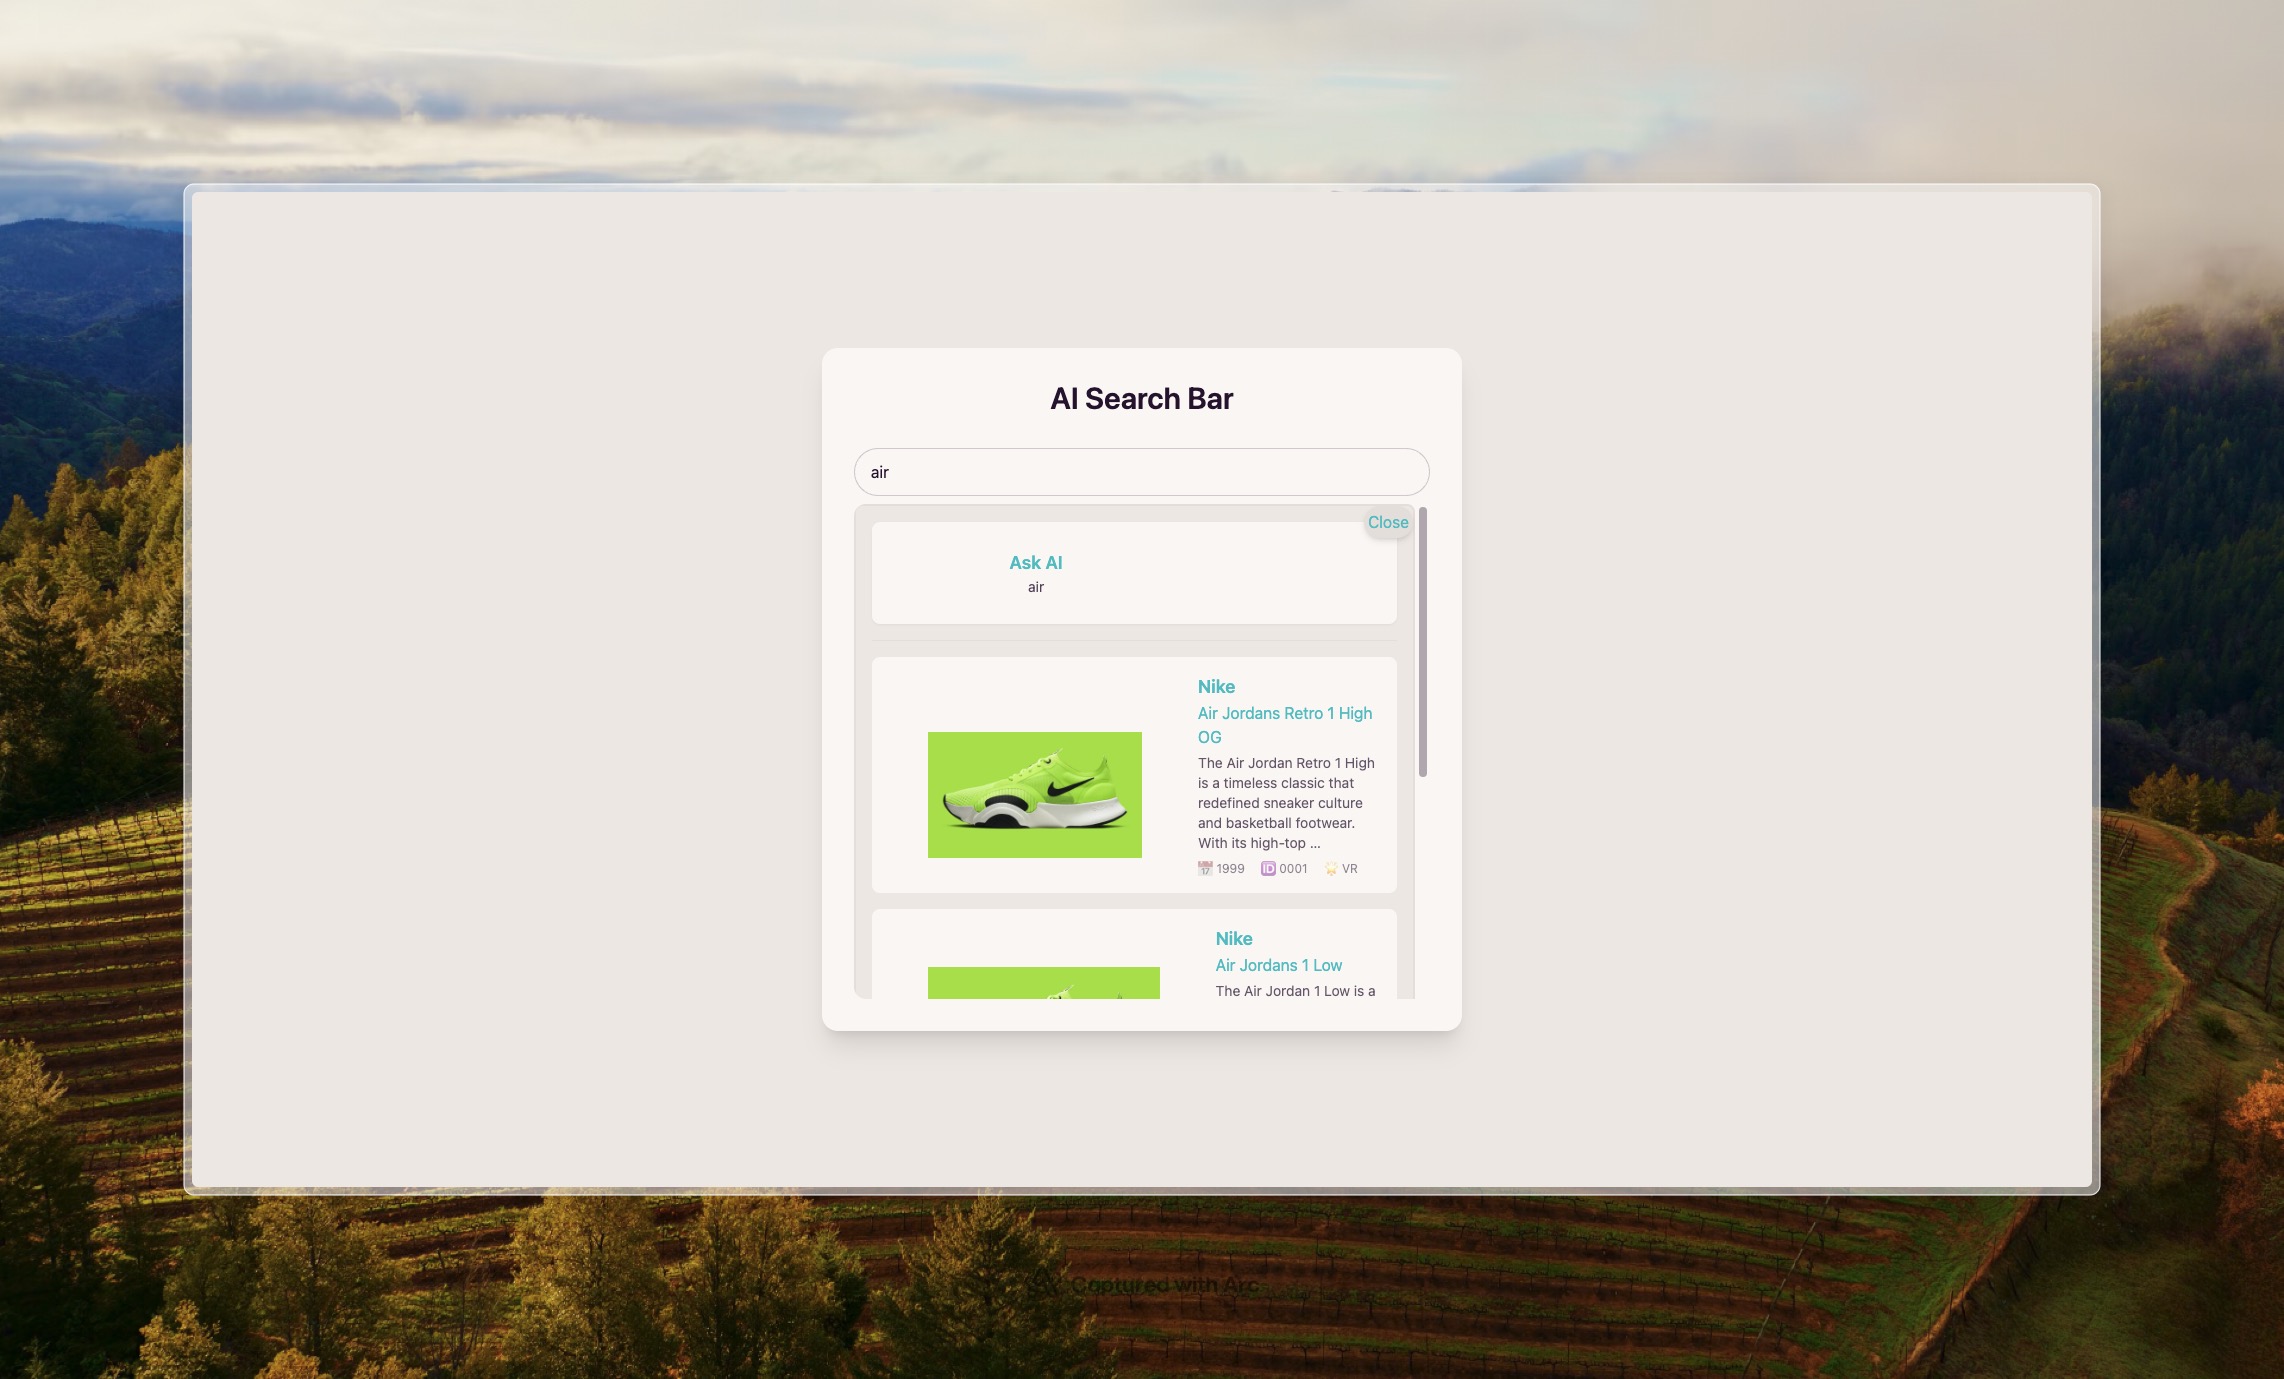 AI Search Bar
air
Close
Ask AI
air
Nike
Air Jordans Retro 1 High
OG
The Air Jordan Retro 1 High
is a timeless classic that
redefined sneaker culture
and basketball footwear.
With its high-top ...
📅 1999 🆔 0001 🌟 VR
Nike
Air Jordans 1 Low
The Air Jordan 1 Low is a
Captured with Arc